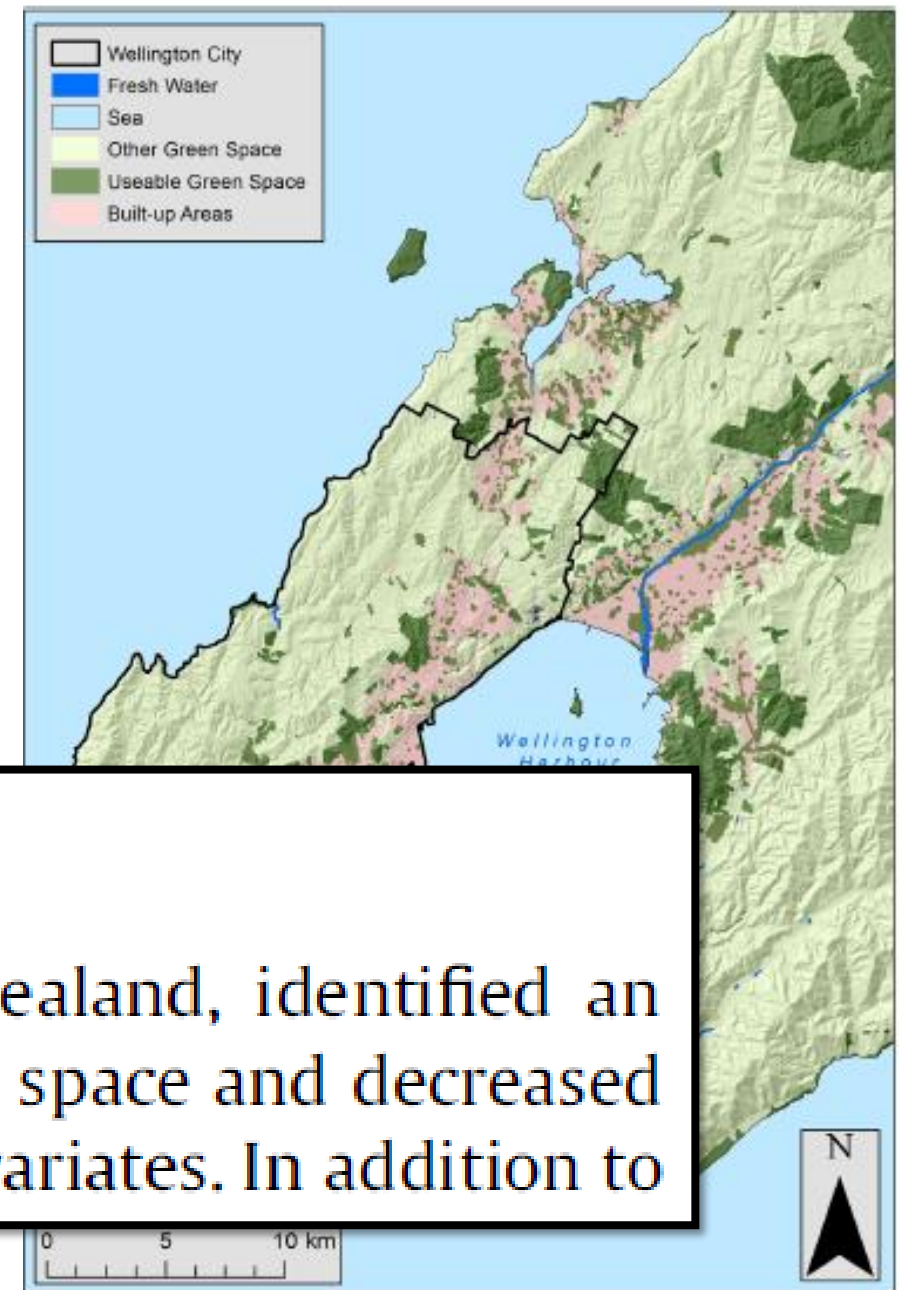 Wellington City
Fresh Water
Sea
Other Green Space
Useable Green Space
Built-up Areas
Wellington
Harbour
ealand, identified an
space and decreased
variates. In addition to
N
0 5 10 km